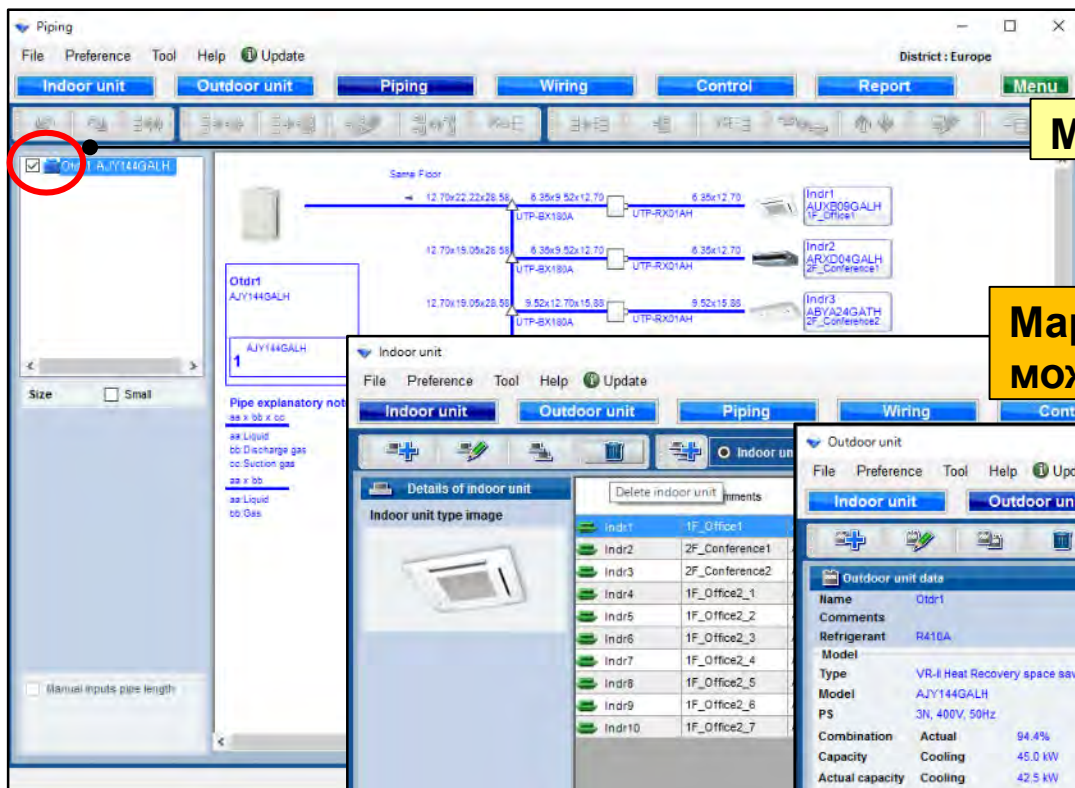 Piping
File Preference Tool Help Update
District : Europe
Indoor unit Outdoor unit Piping Wiring Control Report Menu
Otdr1 AJY144GALH
Size Small
Manual inputs pipe length
Same Floor
12.70x22.22x28.58 6.35x9.52x12.70 6.35x12.70
UTP-BX180A UTP-RX01AH
Indr1
AUXB09GALH
1F_Office1
12.70x19.05x28.58 6.35x9.52x12.70 6.35x12.70
UTP-BX180A UTP-RX01AH
Indr2
ARXD04GALH
2F_Conference1
12.70x19.05x28.58 9.52x12.70x15.88 9.52x15.88
UTP-BX180A UTP-RX01AH
Indr3
ABYA24GATH
2F_Conference2
Otdr1
AJY144GALH
AJY144GALH
1
Pipe explanatory not
aa x bb x cc
aa:Liquid
bb:Discharge gas
cc:Suction gas
aa x bb
aa:Liquid
bb:Gas
М
Мар
мож
Indoor unit
File Preference Tool Help Update
Indoor unit Outdoor unit Piping Wiring Cont
Indoor un
Details of indoor unit
Indoor unit type image
Delete indoor unit mments
Indr1 1F_Office1
Indr2 2F_Conference1
Indr3 2F_Conference2
Indr4 1F_Office2_1
Indr5 1F_Office2_2
Indr6 1F_Office2_3
Indr7 1F_Office2_4
Indr8 1F_Office2_5
Indr9 1F_Office2_6
Indr10 1F_Office2_7
Outdoor unit
File Preference Tool Help Upd
Indoor unit Outdoor un
Outdoor unit data
Name Otdr1
Comments
Refrigerant R410A
Model
Type VR-II Heat Recovery space sav
Model AJY144GALH
PS 3N, 400V, 50Hz
Combination Actual 94.4%
Capacity Cooling 45.0 kW
Actual capacity Cooling 42.5 kW